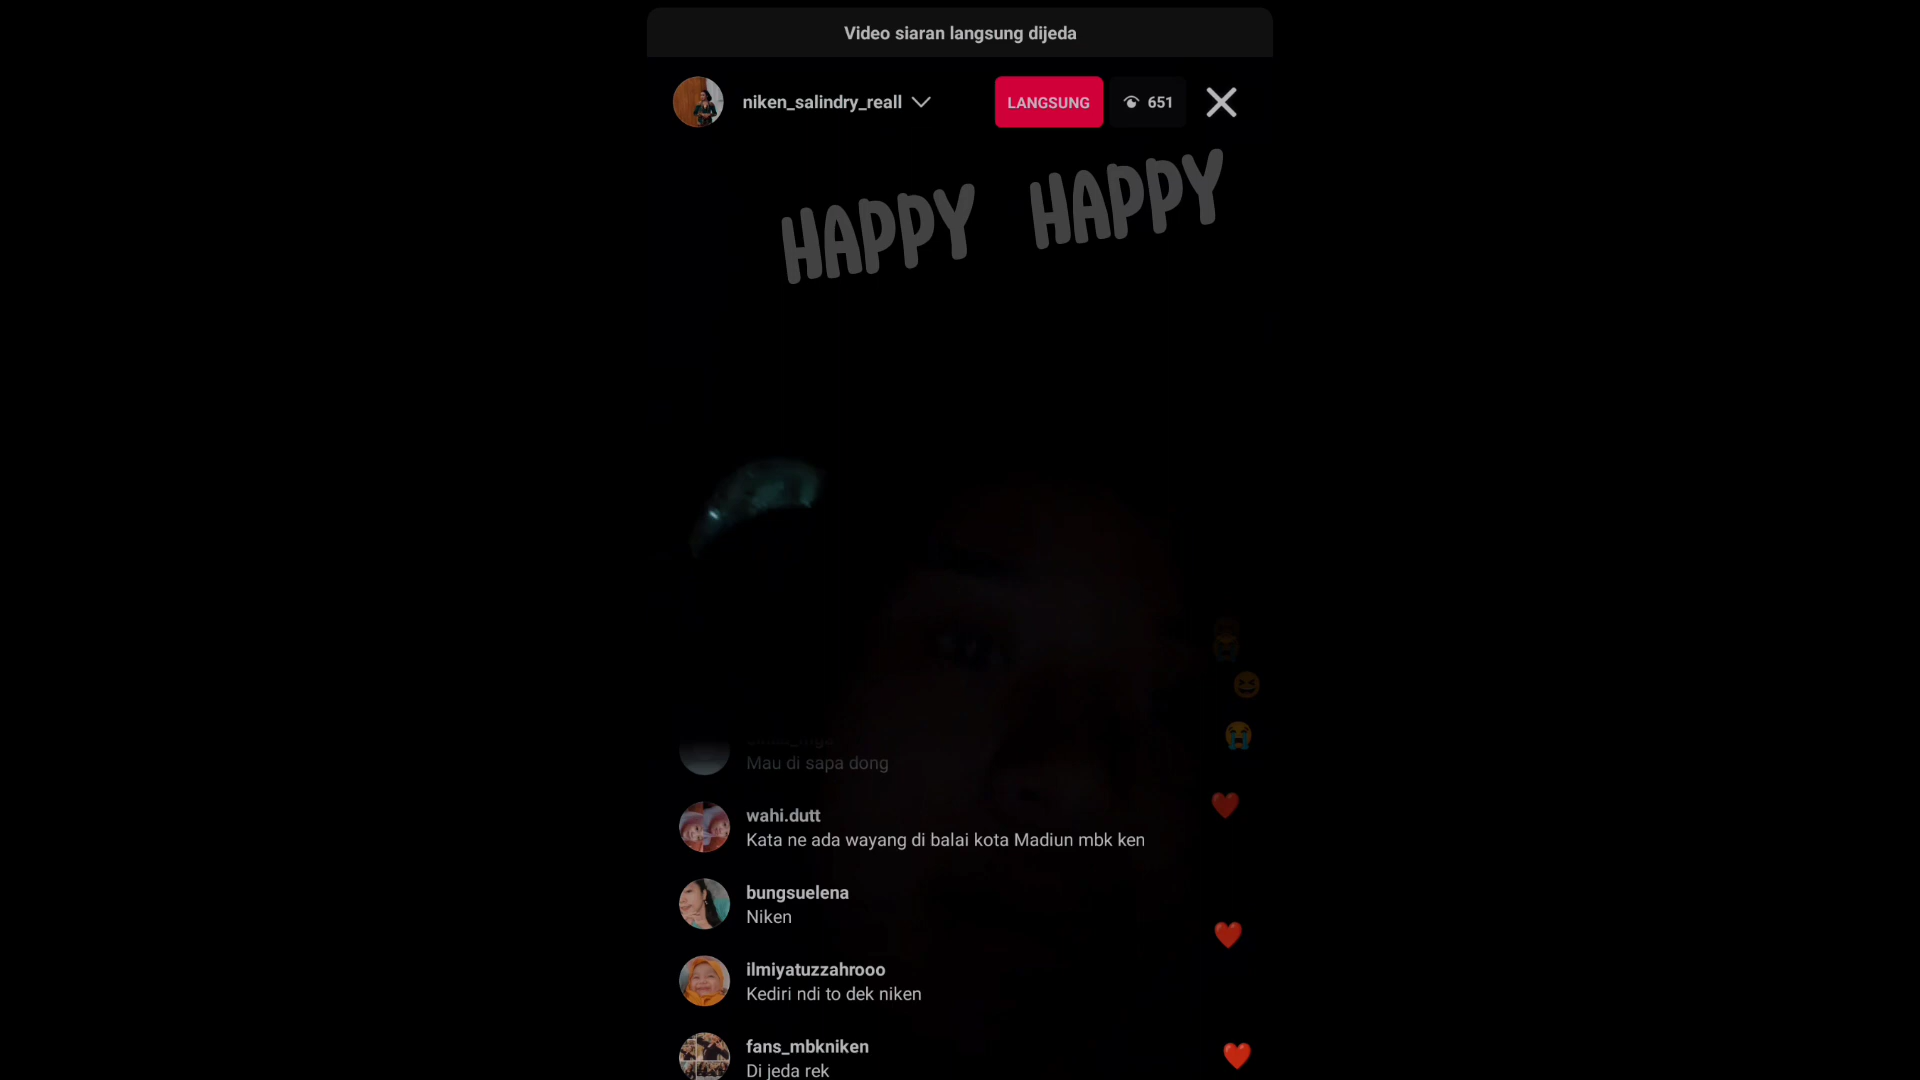 Video siaran langsung dijeda
niken_salindry_reall
LANGSUNG
651
HAPPY HAPPY
Mau di sapa dong
wahi.dutt
Kata ne ada wayang di balai kota Madiun mbk ken
bungsuelena
Niken
ilmiyatuzzahrooo
Kediri ndi to dek niken
fans_mbkniken
Di jeda rek